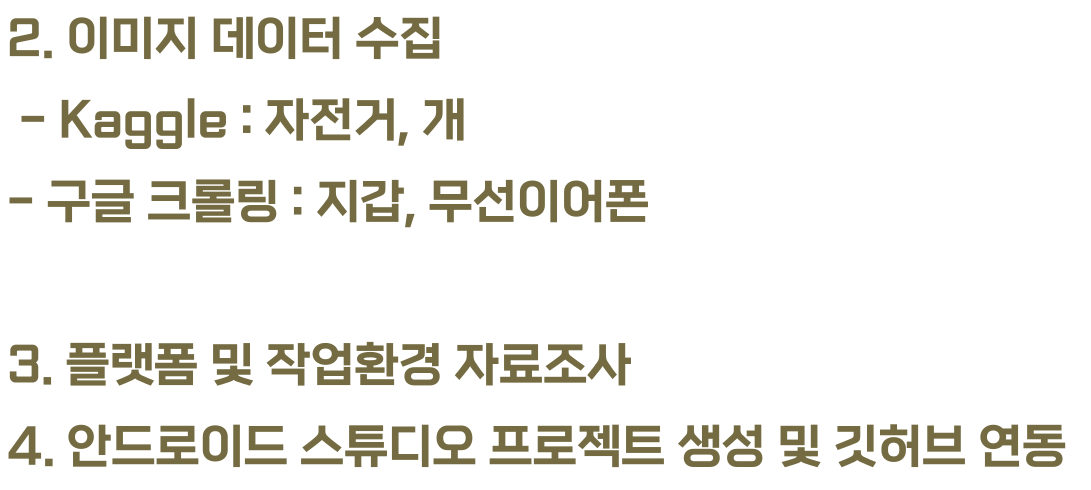 2. 이미지 데이터 수집
- Kaggle : 자전거, 개
- 구글 크롤링 : 지갑, 무선이어폰
3. 플랫폼 및 작업환경 자료조사
4. 안드로이드 스튜디오 프로젝트 생성 및 깃허브 연동